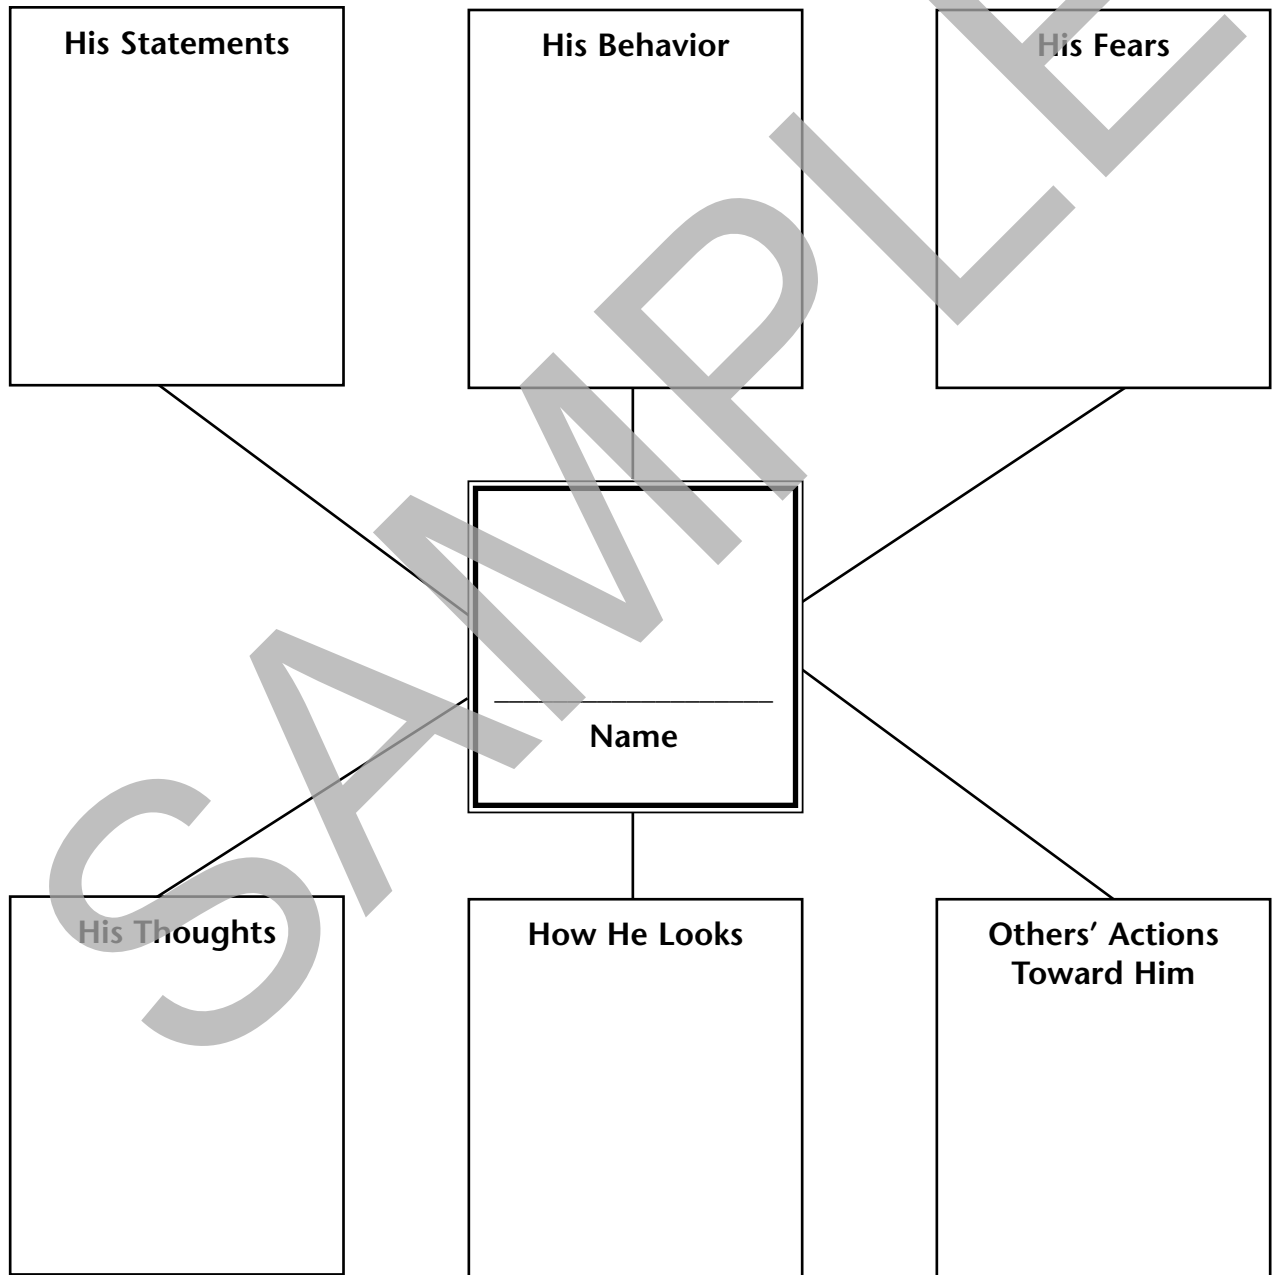 His Statements
His Behavior
His Fears
Name
His Thoughts
How He Looks
Others’ Actions
Toward Him
SAMPLE